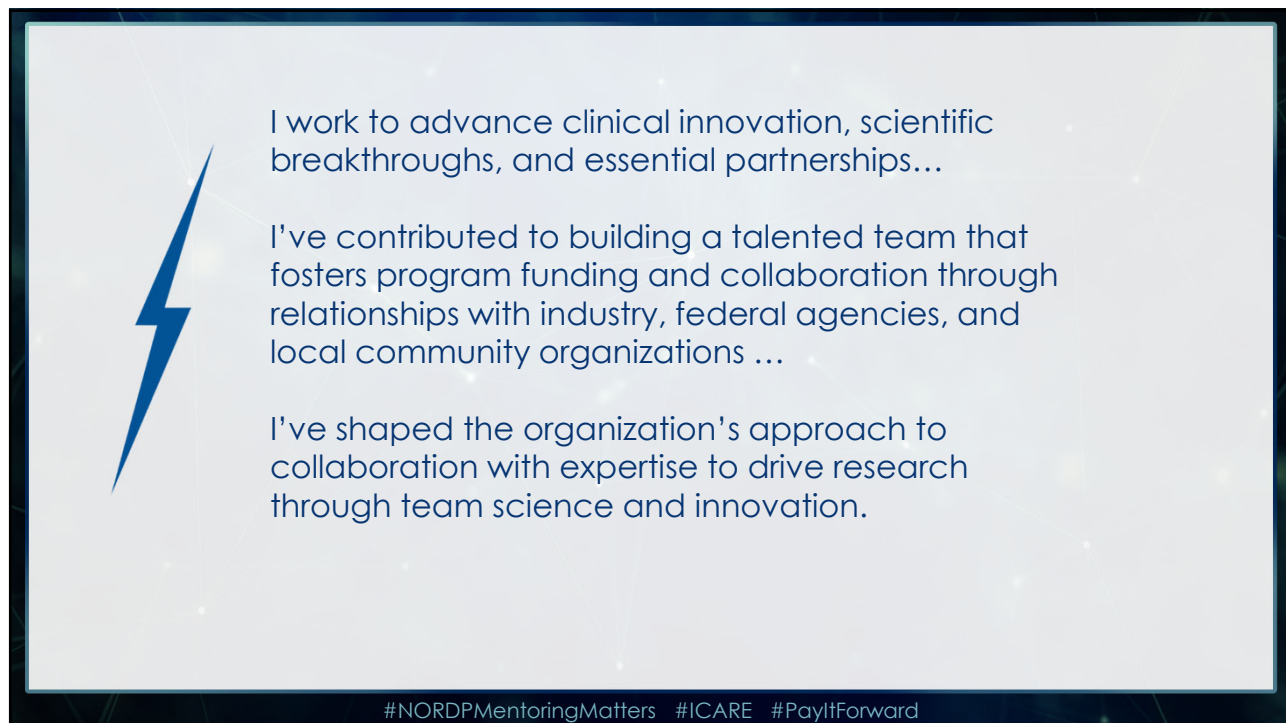 I work to advance clinical innovation, scientific
breakthroughs, and essential partnerships…
I’ve contributed to building a talented team that
fosters program funding and collaboration through
relationships with industry, federal agencies, and
local community organizations …
I’ve shaped the organization’s approach to
collaboration with expertise to drive research
through team science and innovation.
#NORDPMentoringMatters #ICARE #PayItForward